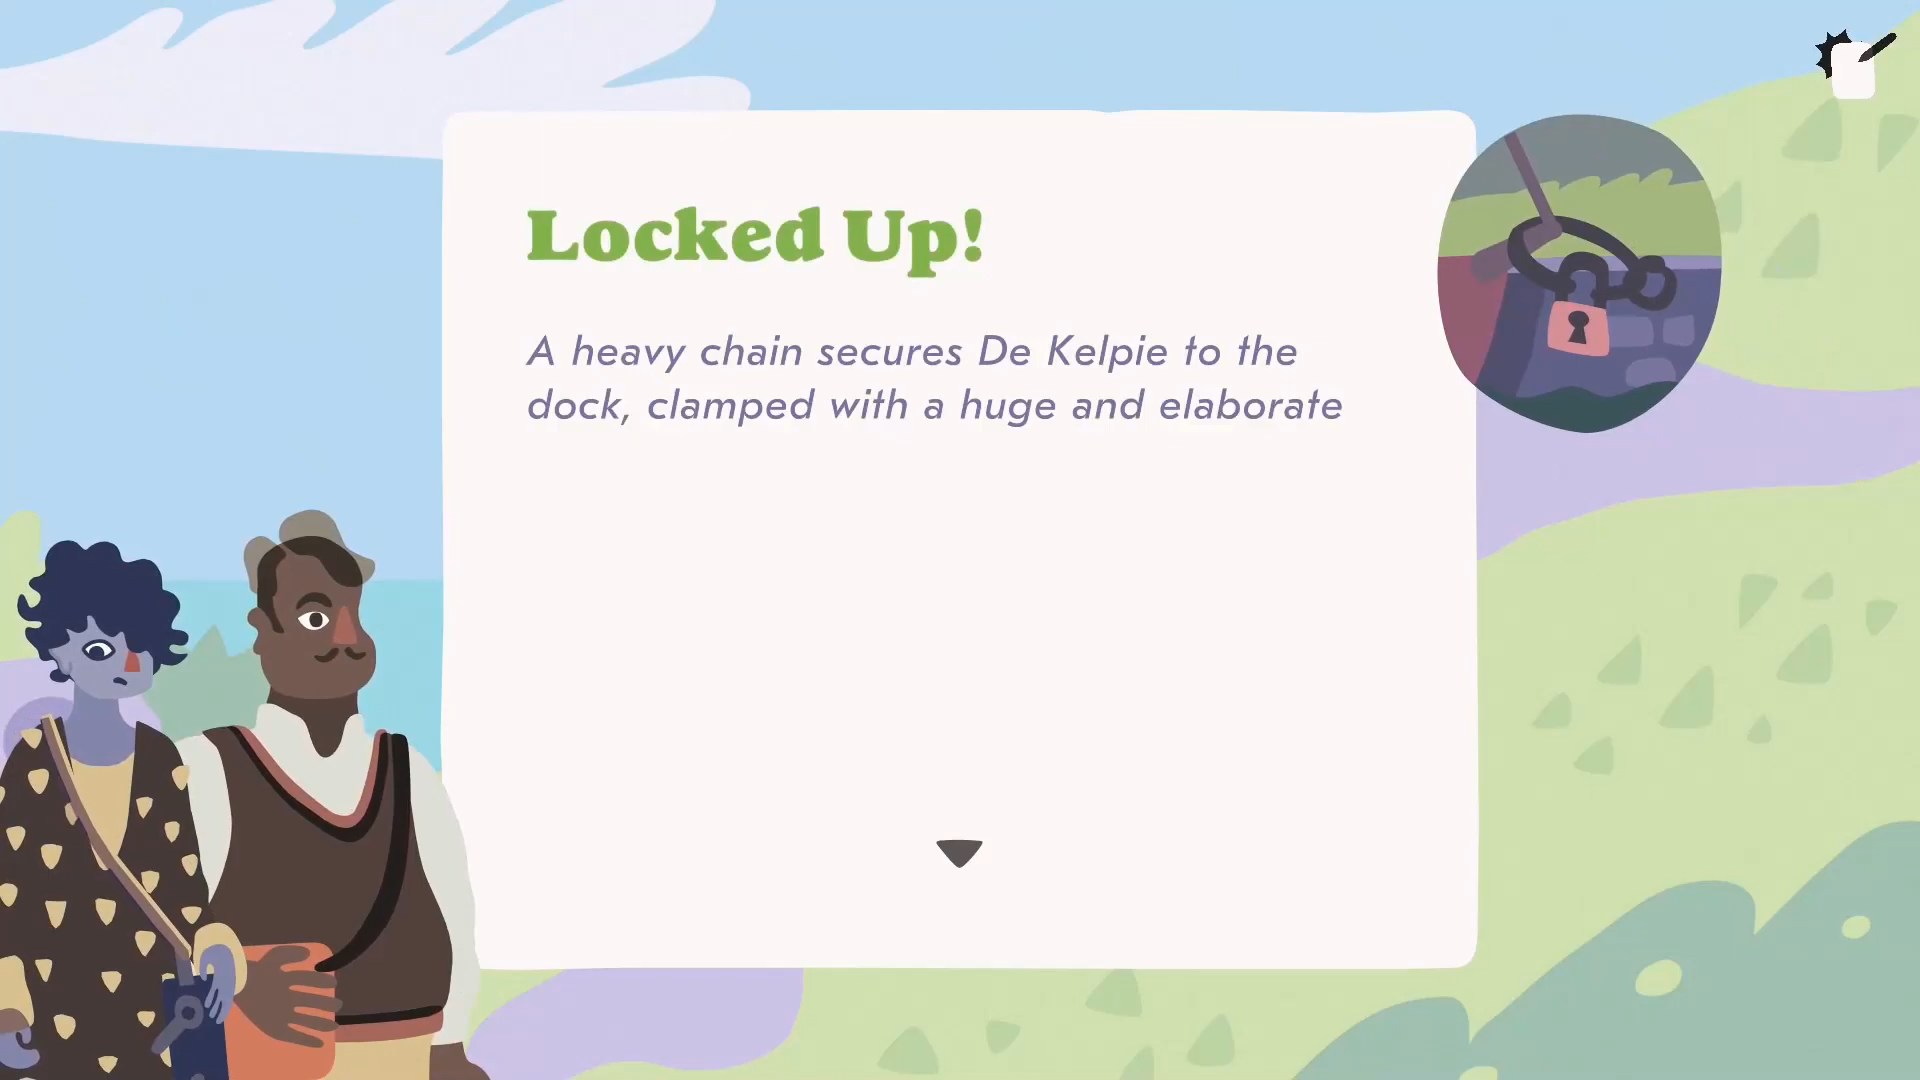 Locked Up!
A heavy chain secures De Kelpie to the
dock, clamped with a huge and elaborate